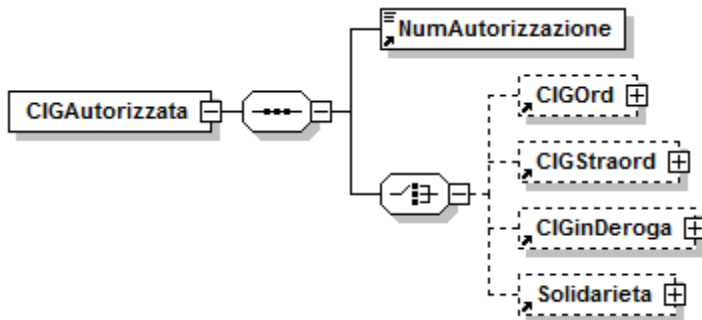 NumAutorizzazione
CIGAutorizzata
CIGOrd
CIGStraord
CIGinDeroga
Solidarieta